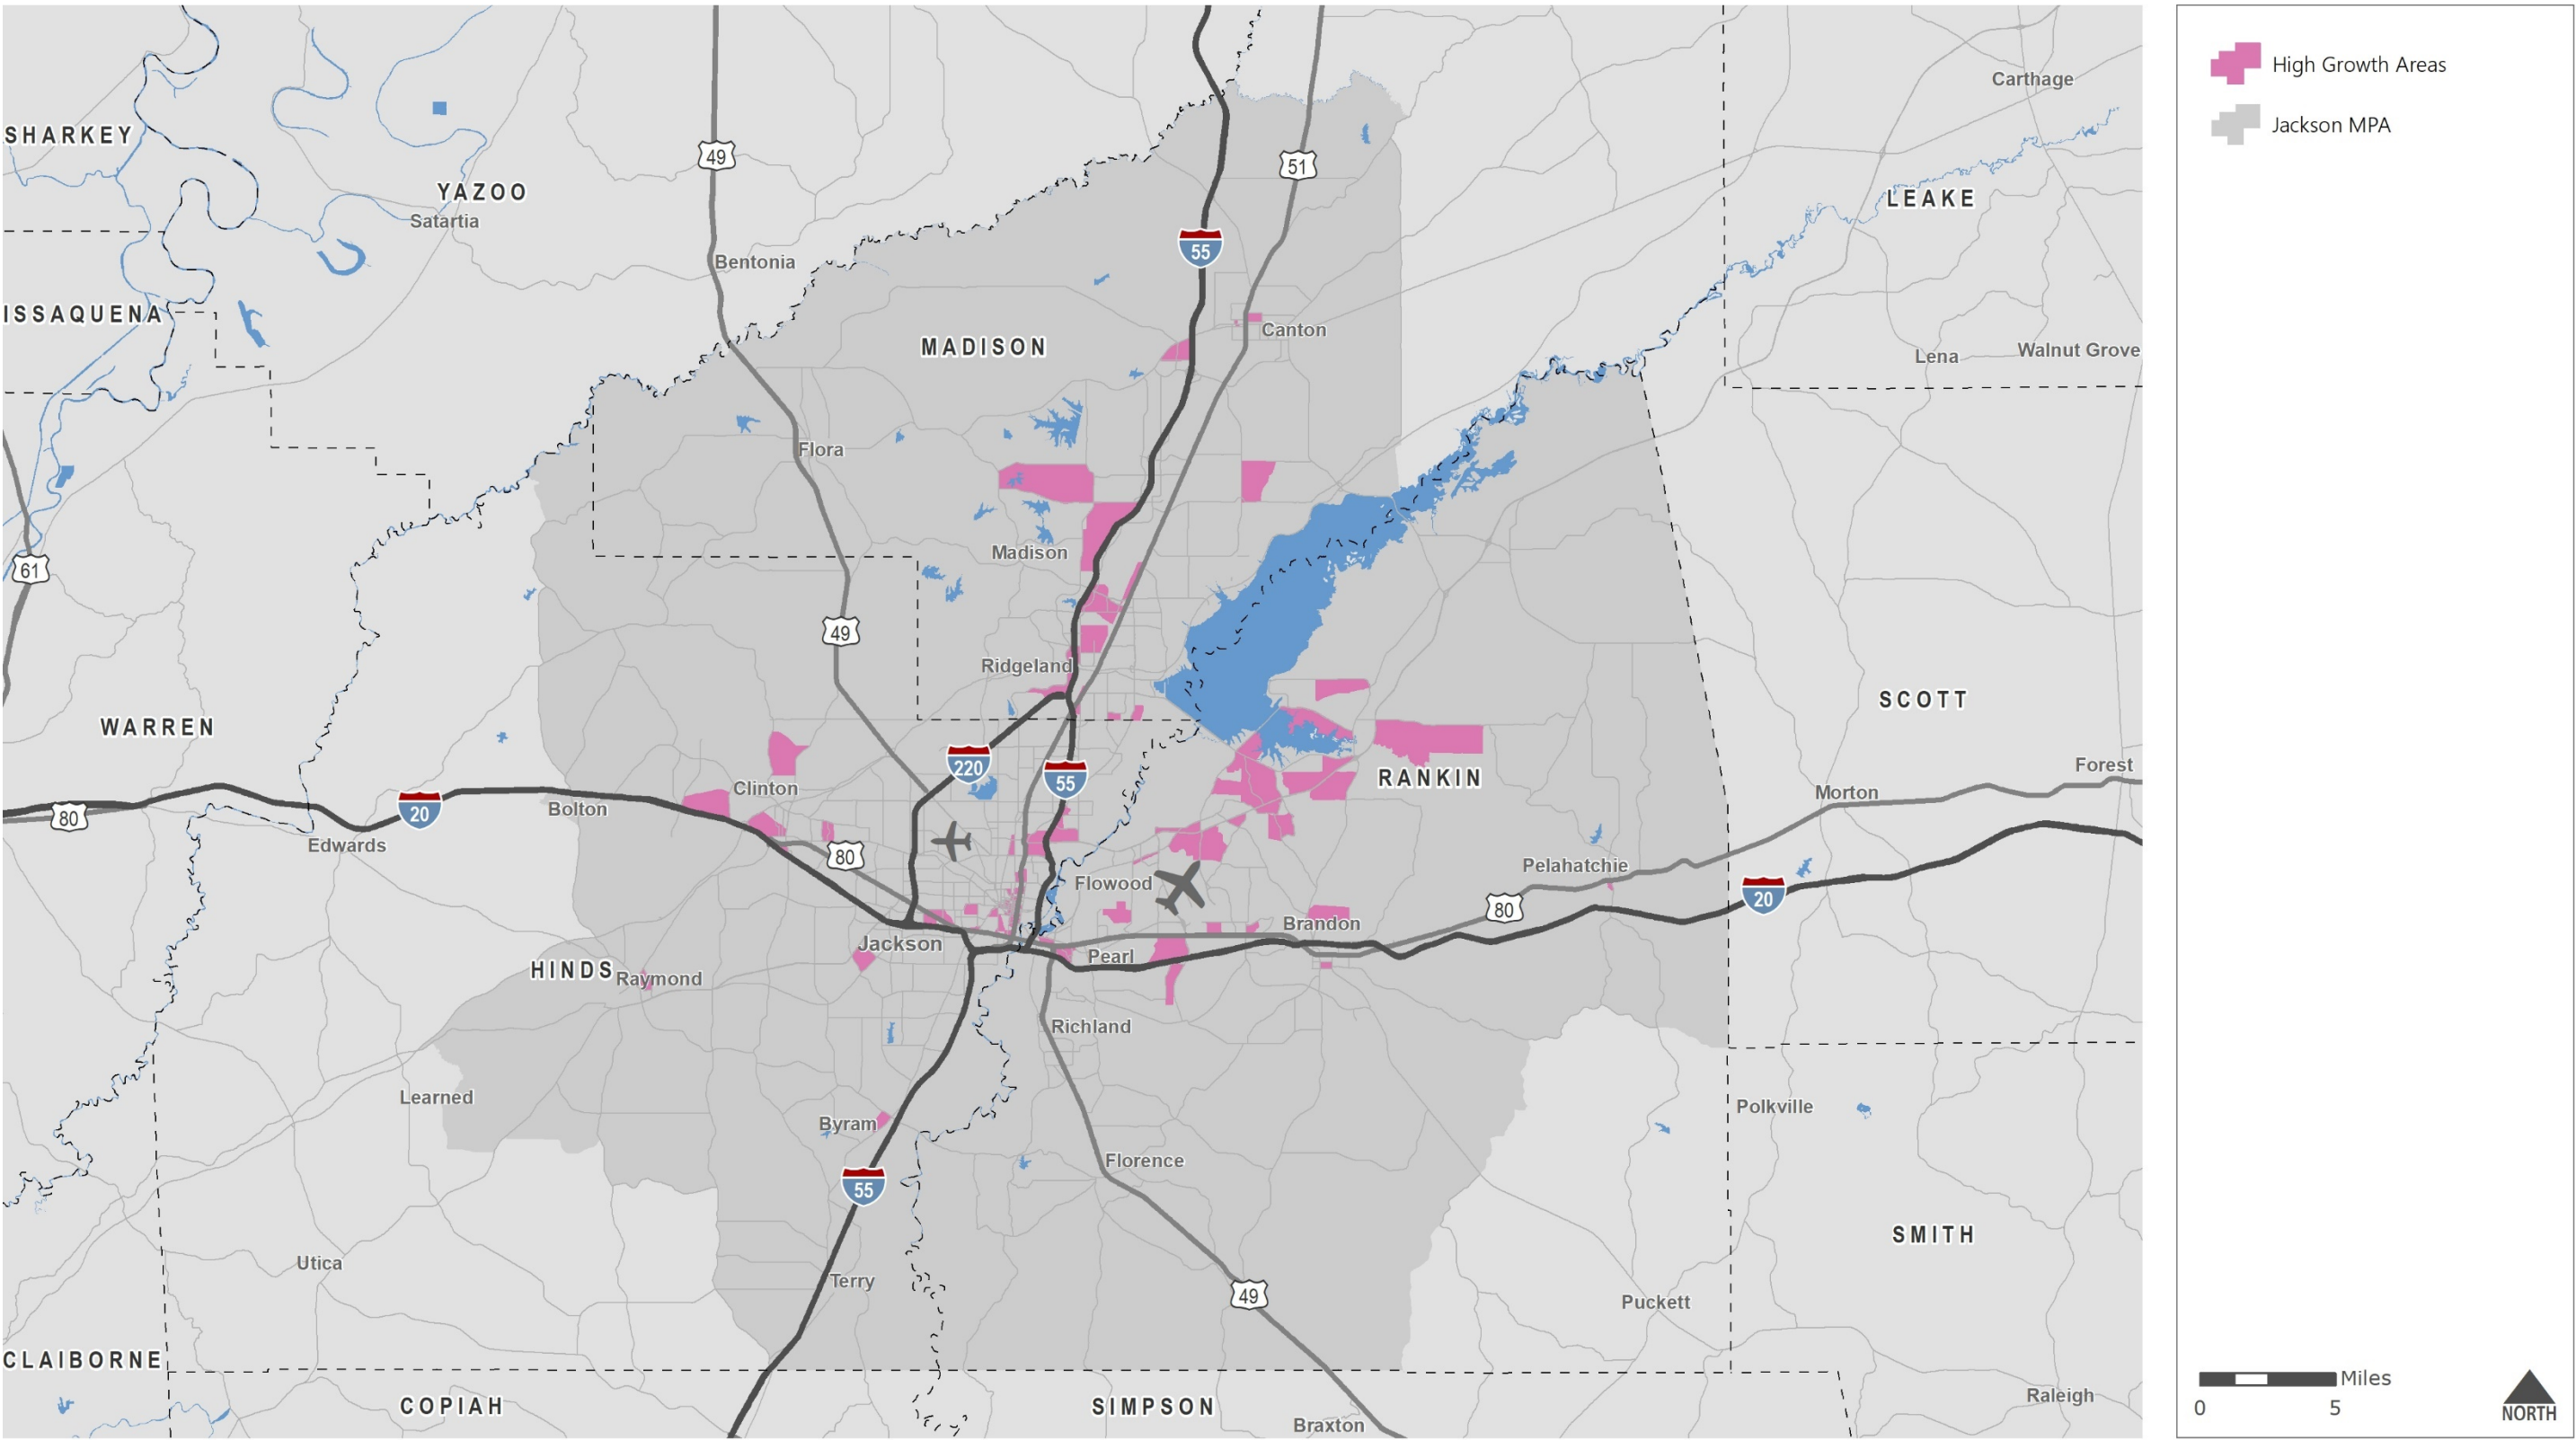 Carthage
SHARKEY
49
51
YAZOO
LEAKE
Satartia
55
Bentonia
ISSAQUENA
Canton
MADISON
Lena
Walnut Grove
Flora
Madison
61
49
Ridgeland
SCOTT
WARREN
220
55
Forest
RANKIN
Clinton
Morton
20
Bolton
80
Edwards
80
Pelahatchie
Flowood
20
80
Brandon
Jackson
Pearl
HINDS
Raymond
Richland
Learned
Polkville
Byram
Florence
55
SMITH
Utica
Terry
49
Puckett
CLAIBORNE
COPIAH
SIMPSON
Raleigh
Braxton
High Growth Areas
Jackson MPA
Miles
0 5
NORTH